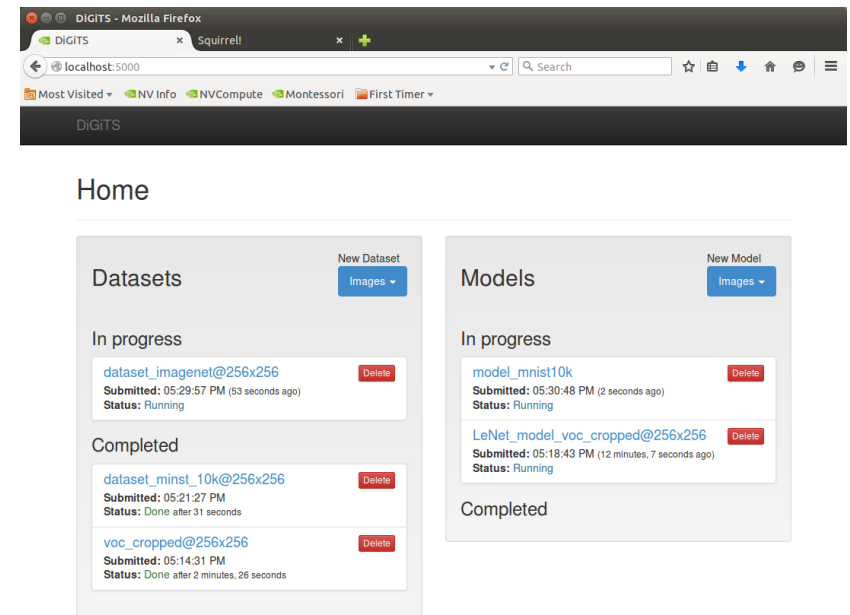 DiGiTS - Mozilla Firefox
DiGiTS × Squirrel! ×
localhost:5000 Search
Most Visited NV Info NVCompute Montessori First Timer
DiGiTS
Home
Datasets
New Dataset
Images
In progress
dataset_imagenet@256x256 Delete
Submitted: 05:29:57 PM (53 seconds ago)
Status: Running
Completed
dataset_minst_10k@256x256 Delete
Submitted: 05:21:27 PM
Status: Done after 31 seconds
voc_cropped@256x256 Delete
Submitted: 05:14:31 PM
Status: Done after 2 minutes, 26 seconds
Models
New Model
Images
In progress
model_mnist10k Delete
Submitted: 05:30:48 PM (2 seconds ago)
Status: Running
LeNet_model_voc_cropped@256x256 Delete
Submitted: 05:18:43 PM (12 minutes, 7 seconds ago)
Status: Running
Completed